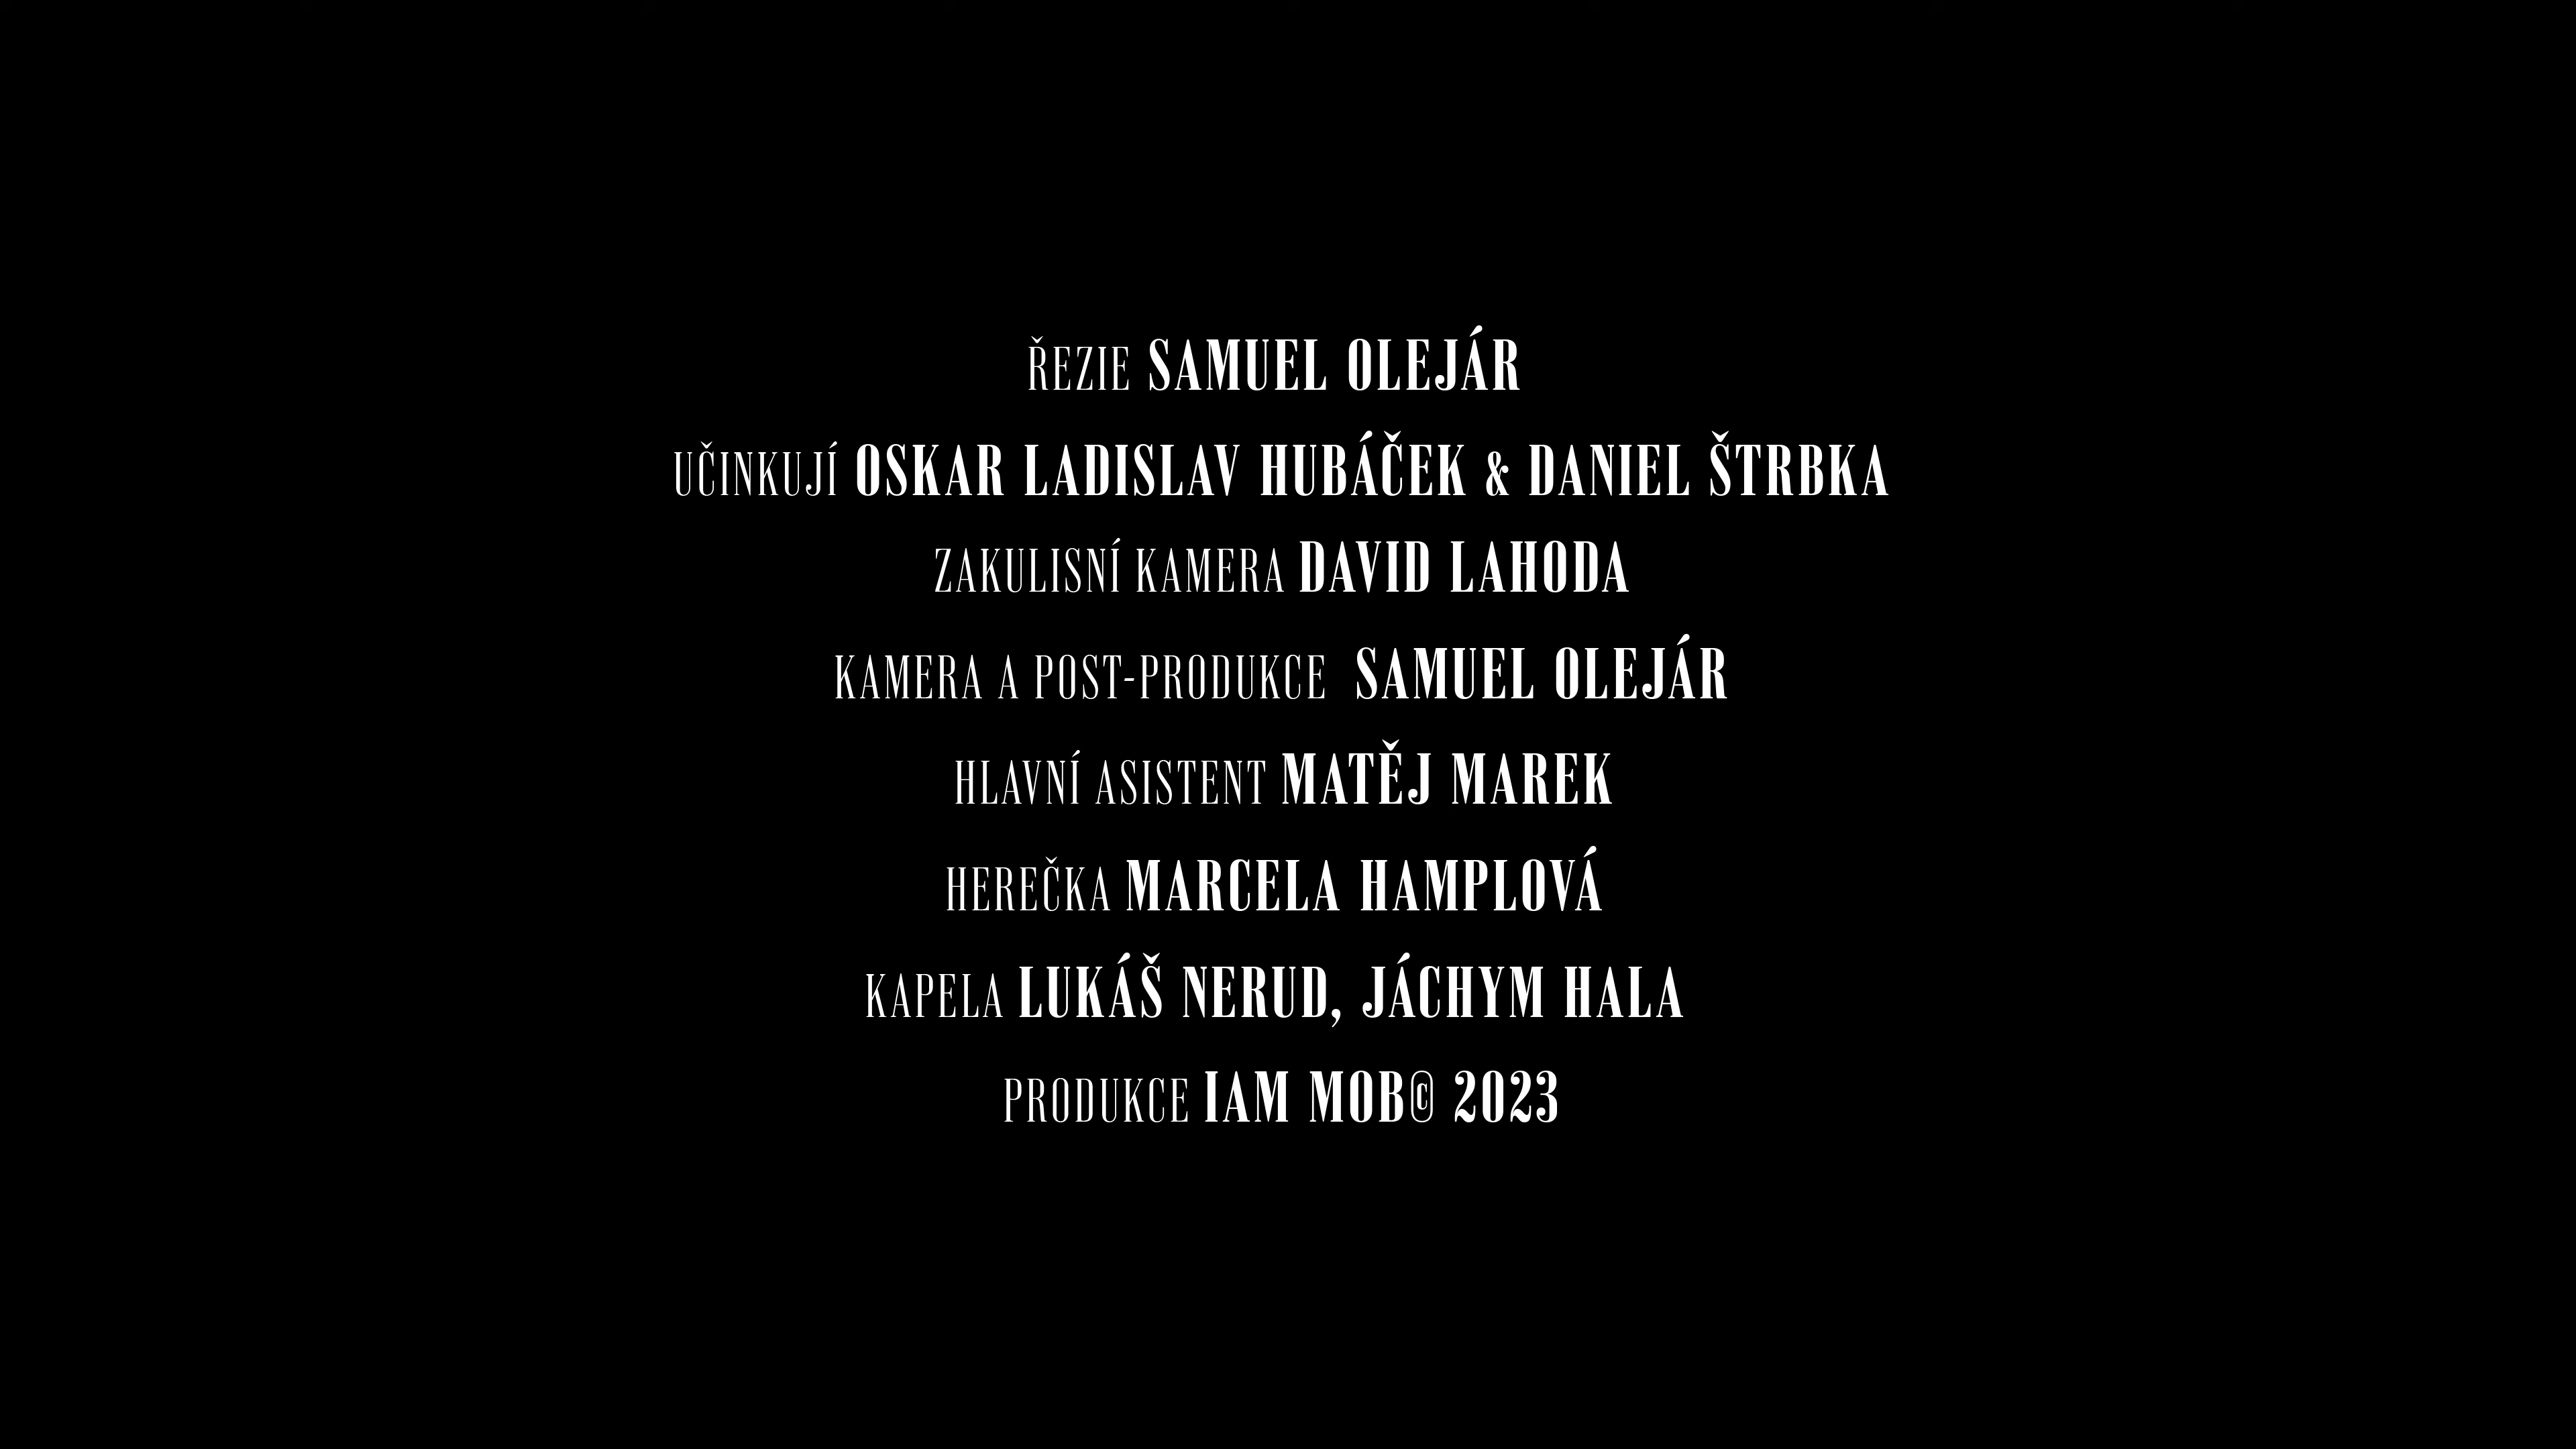 ŘEZIE SAMUEL OLEJÁR
UČINKUJÍ OSKAR LADISLAV HUBÁČEK & DANIEL ŠTRBKA
ZAKULISNÍ KAMERA DAVID LAHODA
KAMERA A POST-PRODUKCE SAMUEL OLEJÁR
HLAVNÍ ASISTENT MATĚJ MAREK
HEREČKA MARCELA HAMPLOVÁ
KAPELA LUKÁŠ NERUD, JÁCHYM HALA
PRODUKCE IAM MOB© 2023